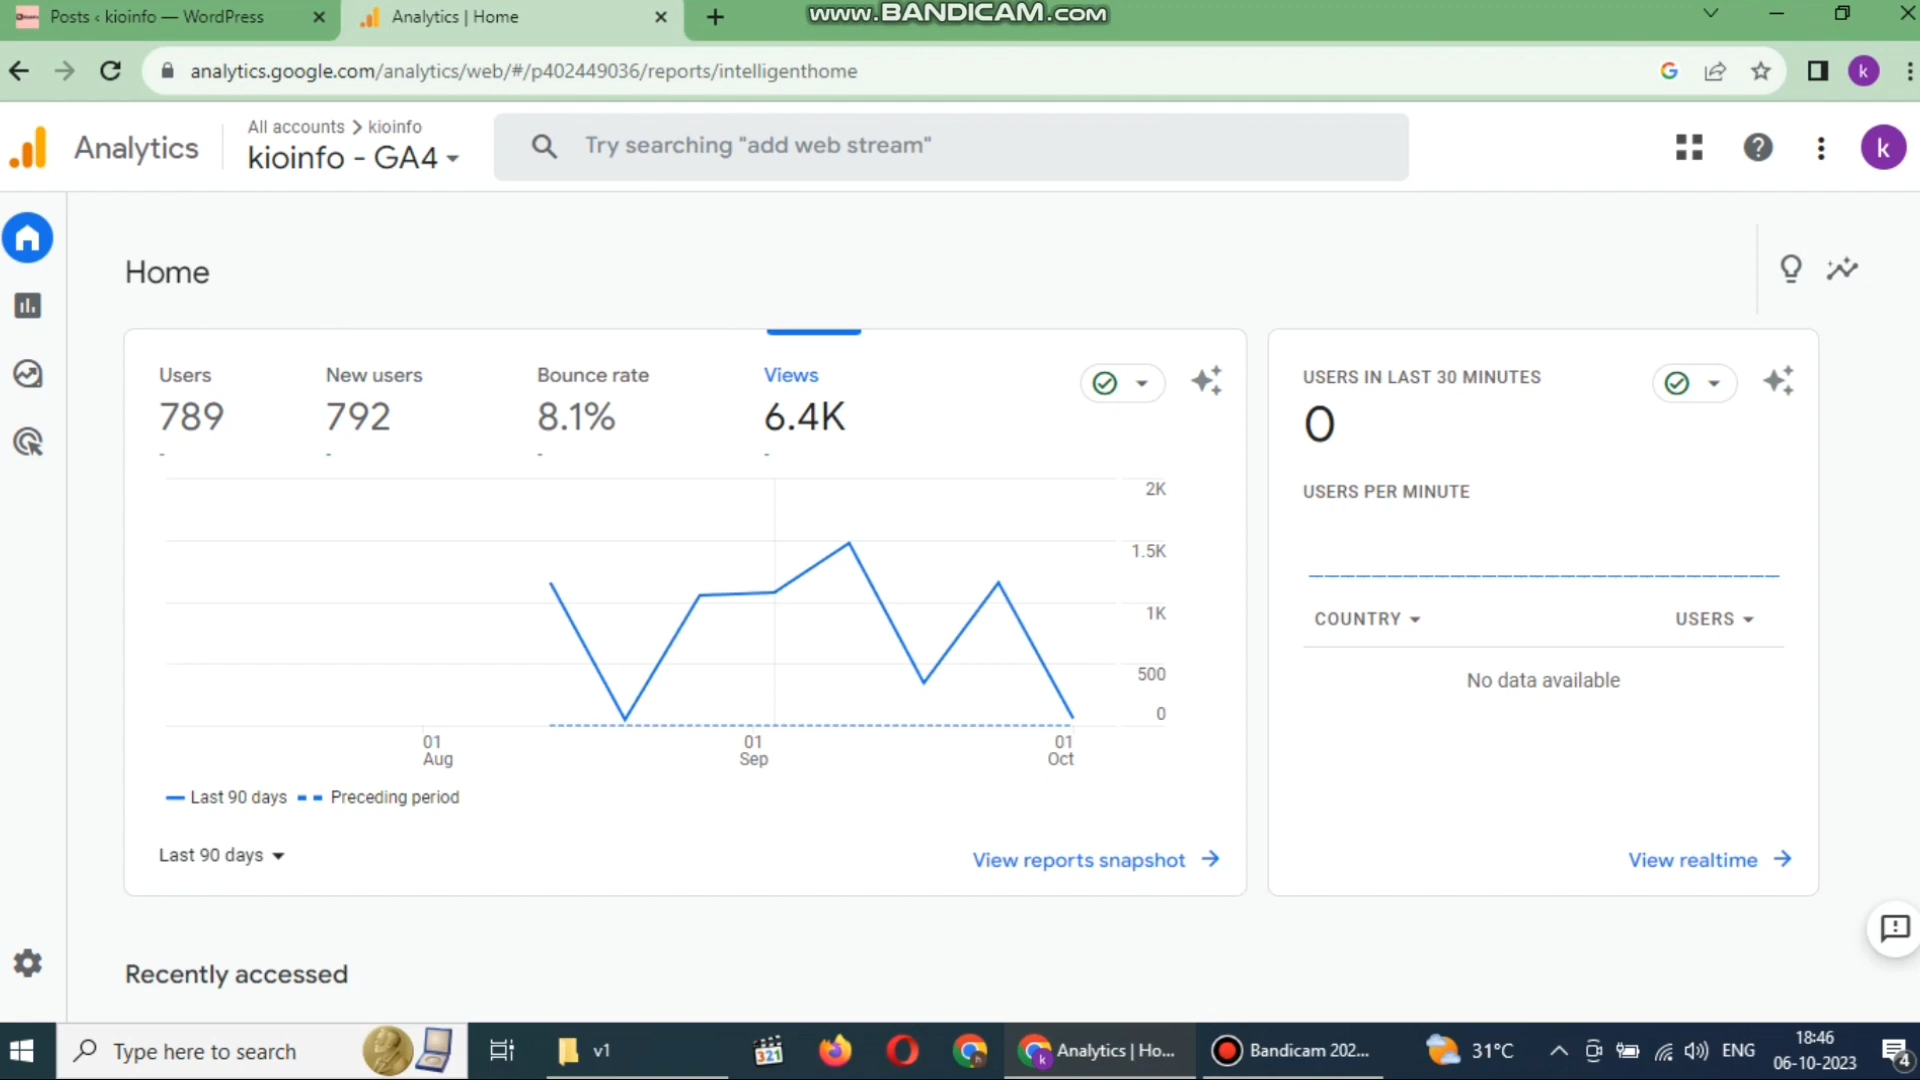 Posts ‹ kioinfo — WordPress
Analytics | Home
www.BANDICAM.com
analytics.google.com/analytics/web/#/p402449036/reports/intelligenthome
k
Analytics
All accounts > kioinfo
kioinfo - GA4
Try searching "add web stream"
k
Home
Users
789
-
New users
792
-
Bounce rate
8.1%
-
Views
6.4K
-
2K
1.5K
1K
500
0
01 Aug
01 Sep
01 Oct
Last 90 days
Preceding period
Last 90 days
View reports snapshot
USERS IN LAST 30 MINUTES
0
USERS PER MINUTE
COUNTRY
USERS
No data available
View realtime
Recently accessed
Type here to search
v1
321
Analytics | Ho...
Bandicam 202...
31°C
ENG
18:46
06-10-2023
4